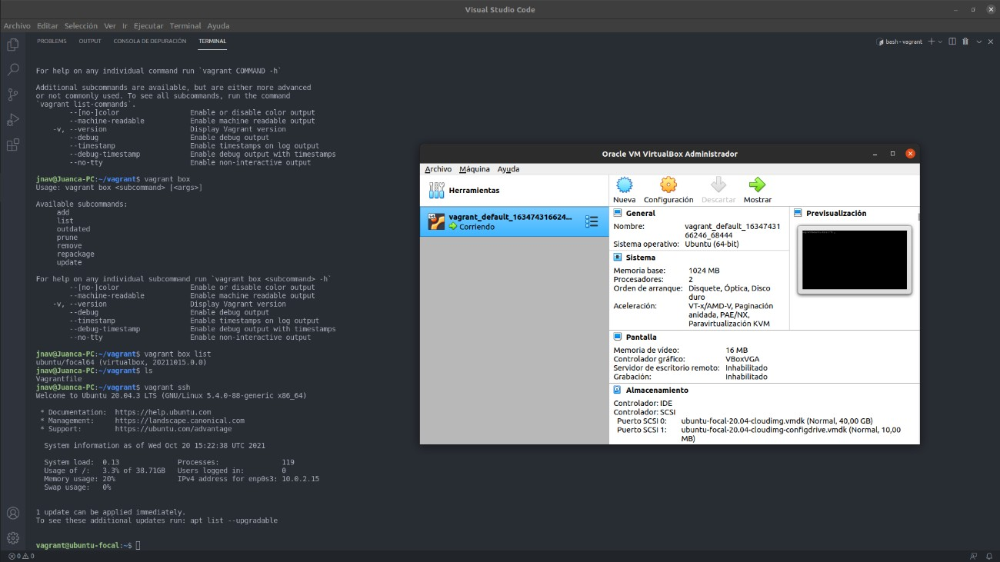 Visual Studio Code
Archivo Editar Selección Ver Ir Ejecutar Terminal Ayuda
PROBLEMS OUTPUT CONSOLA DE DEPURACIÓN TERMINAL
bash - vagrant
For help on any individual command run `vagrant COMMAND -h`
Additional subcommands are available, but are either more advanced
or not commonly used. To see all subcommands, run the command
`vagrant list-commands`.
--[no-]color Enable or disable color output
--machine-readable Enable machine readable output
-v, --version Display Vagrant version
--debug Enable debug output
--timestamp Enable timestamps on log output
--debug-timestamp Enable debug output with timestamps
--no-tty Enable non-interactive output
jnav@Juanca-PC:~/vagrant$ vagrant box
Usage: vagrant box <subcommand> [<args>]
Available subcommands:
add
list
outdated
prune
remove
repackage
update
For help on any individual subcommand run `vagrant box <subcommand> -h`
--[no-]color Enable or disable color output
--machine-readable Enable machine readable output
-v, --version Display Vagrant version
--debug Enable debug output
--timestamp Enable timestamps on log output
--debug-timestamp Enable debug output with timestamps
--no-tty Enable non-interactive output
jnav@Juanca-PC:~/vagrant$ vagrant box list
ubuntu/focal64 (virtualbox, 20211015.0.0)
jnav@Juanca-PC:~/vagrant$ ls
Vagrantfile
jnav@Juanca-PC:~/vagrant$ vagrant ssh
Welcome to Ubuntu 20.04.3 LTS (GNU/Linux 5.4.0-88-generic x86_64)
* Documentation: https://help.ubuntu.com
* Management: https://landscape.canonical.com
* Support: https://ubuntu.com/advantage
System information as of Wed Oct 20 15:22:38 UTC 2021
System load: 0.13 Processes: 119
Usage of /: 3.3% of 38.71GB Users logged in: 0
Memory usage: 20% IPv4 address for enp0s3: 10.0.2.15
Swap usage: 0%
1 update can be applied immediately.
To see these additional updates run: apt list --upgradable
vagrant@ubuntu-focal:~$
0 0
Oracle VM VirtualBox Administrador
Archivo Máquina Ayuda
Herramientas
Nueva Configuración Descartar Mostrar
vagrant_default_163474316624...
Corriendo
General
Nombre: vagrant_default_16347431
66246_68444
Sistema operativo: Ubuntu (64-bit)
Sistema
Memoria base: 1024 MB
Procesadores: 2
Orden de arranque: Disquete, Óptica, Disco
duro
Aceleración: VT-x/AMD-V, Paginación
anidada, PAE/NX,
Paravirtualización KVM
Previsualización
Pantalla
Memoria de vídeo: 16 MB
Controlador gráfico: VBoxVGA
Servidor de escritorio remoto: Inhabilitado
Grabación: Inhabilitado
Almacenamiento
Controlador: IDE
Controlador: SCSI
Puerto SCSI 0: ubuntu-focal-20.04-cloudimg.vmdk (Normal, 40,00 GB)
Puerto SCSI 1: ubuntu-focal-20.04-cloudimg-configdrive.vmdk (Normal, 10,00
MB)